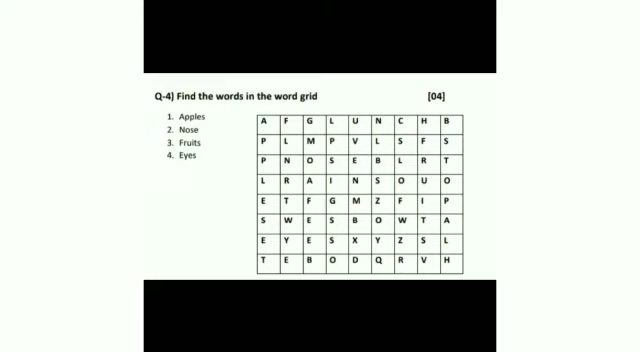 Q-4) Find the words in the word grid [04]
1. Apples
2. Nose
3. Fruits
4. Eyes
A F G L U N C H B
P L M P V L S F S
P N O S E B L R T
L R A I N S O U O
E T F G M Z F I P
S W E S B O W T A
E Y E S X Y Z S L
T E B O D Q R V H